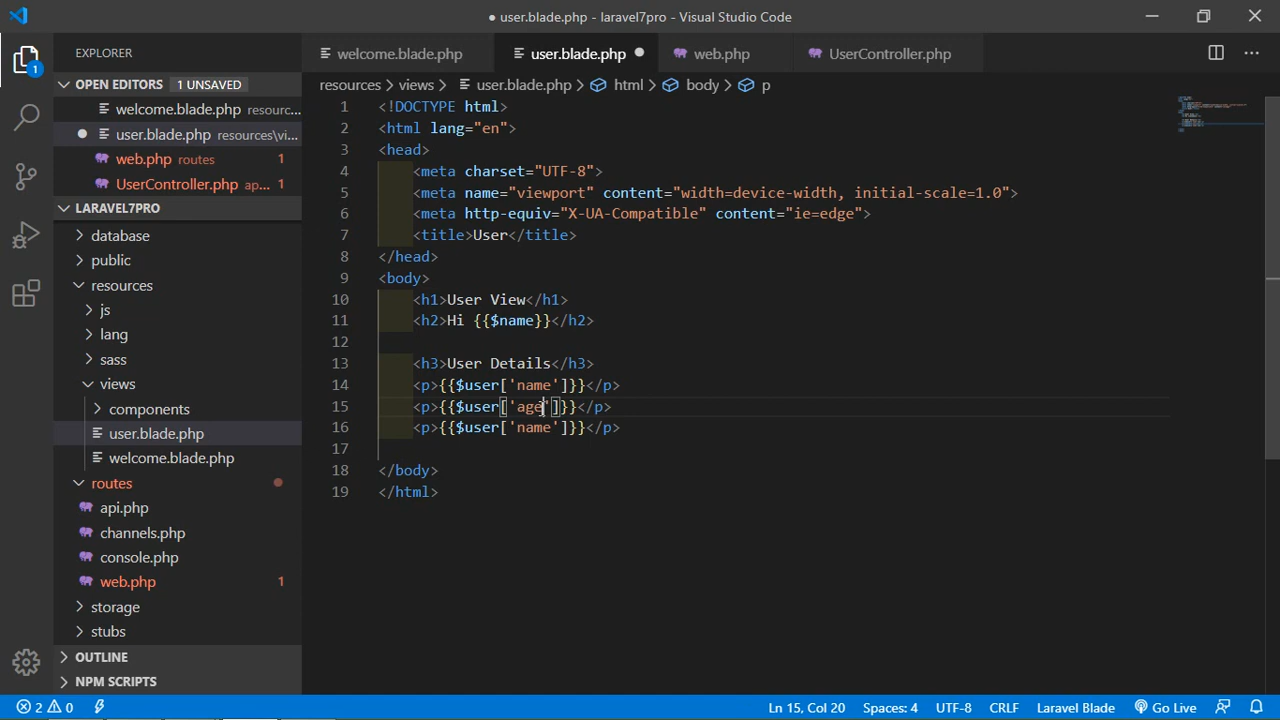 ● user.blade.php - laravel7pro - Visual Studio Code
EXPLORER
welcome.blade.php
user.blade.php ●
web.php
UserController.php
OPEN EDITORS 1 UNSAVED
welcome.blade.php resourc...
● user.blade.php resources\vi...
web.php routes 1
UserController.php ap... 1
LARAVEL7PRO
database
public
resources
js
lang
sass
views
components
user.blade.php
welcome.blade.php
routes
api.php
channels.php
console.php
web.php 1
storage
stubs
OUTLINE
NPM SCRIPTS
1
resources > views > user.blade.php > html > body > p
1 <!DOCTYPE html>
2 <html lang="en">
3 <head>
4 <meta charset="UTF-8">
5 <meta name="viewport" content="width=device-width, initial-scale=1.0">
6 <meta http-equiv="X-UA-Compatible" content="ie=edge">
7 <title>User</title>
8 </head>
9 <body>
10 <h1>User View</h1>
11 <h2>Hi {{$name}}</h2>
12
13 <h3>User Details</h3>
14 <p>{{$user['name']}}</p>
15 <p>{{$user['age']}}</p>
16 <p>{{$user['name']}}</p>
17
18 </body>
19 </html>
2 0
Ln 15, Col 20 Spaces: 4 UTF-8 CRLF Laravel Blade Go Live